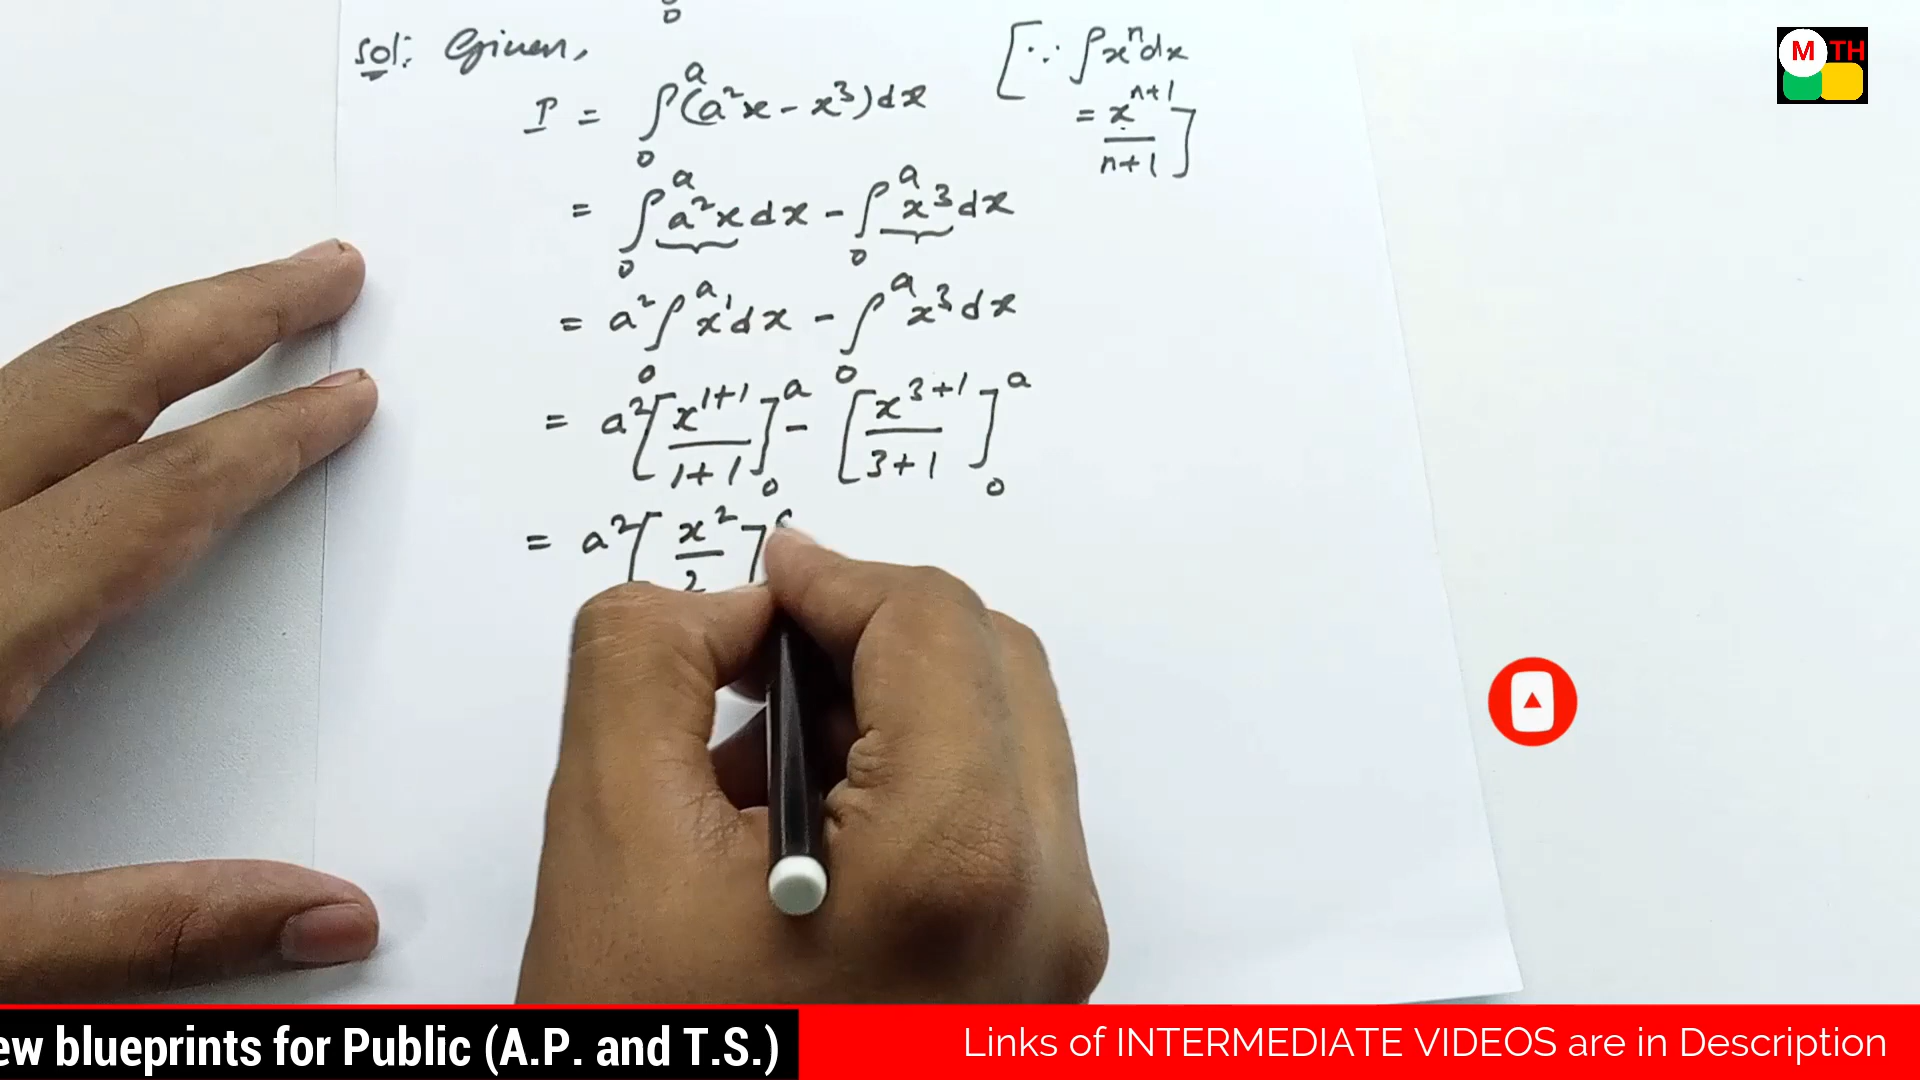 0
Sol: Given,
I = ∫₀ᵃ (a²x - x³) dx
[∵ ∫xⁿdx
= xⁿ⁺¹/n+1]
= ∫₀ᵃ a²x dx - ∫₀ᵃ x³ dx
= a² ∫₀ᵃ x¹ dx - ∫₀ᵃ x³ dx
= a² [x¹⁺¹/1+1]₀ᵃ - [x³⁺¹/3+1]₀ᵃ
= a² [x²/2]
M TH
ew blueprints for Public (A.P. and T.S.)
Links of INTERMEDIATE VIDEOS are in Description